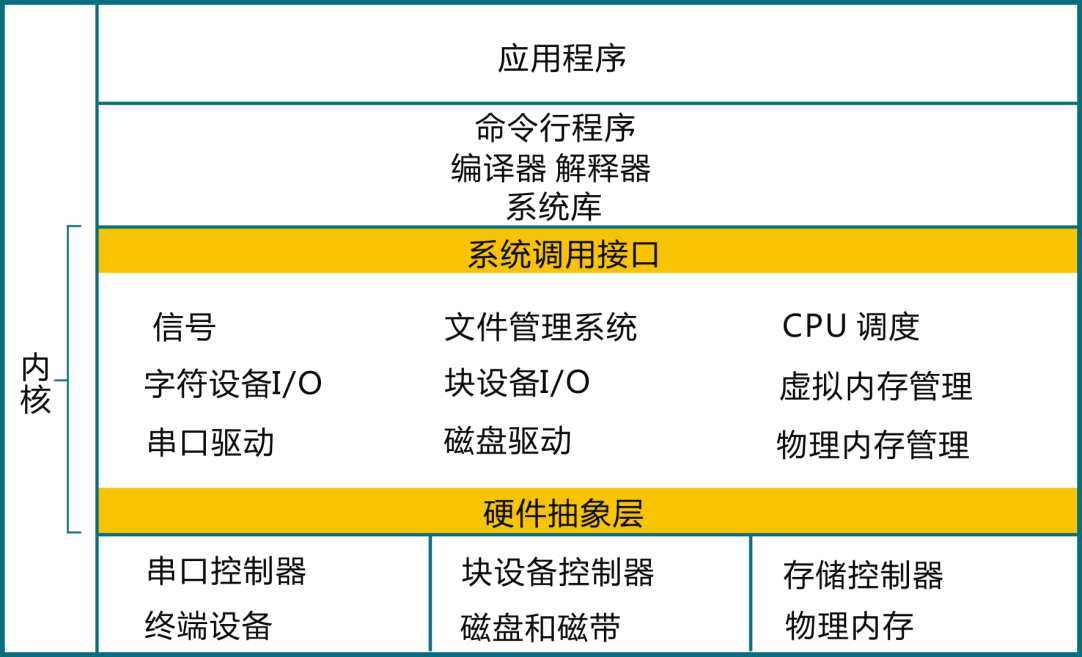 应用程序
命令行程序
编译器 解释器
系统库
系统调用接口
内核
信号 文件管理系统 CPU 调度
字符设备I/O 块设备I/O 虚拟内存管理
串口驱动 磁盘驱动 物理内存管理
硬件抽象层
串口控制器 块设备控制器 存储控制器
终端设备 磁盘和磁带 物理内存